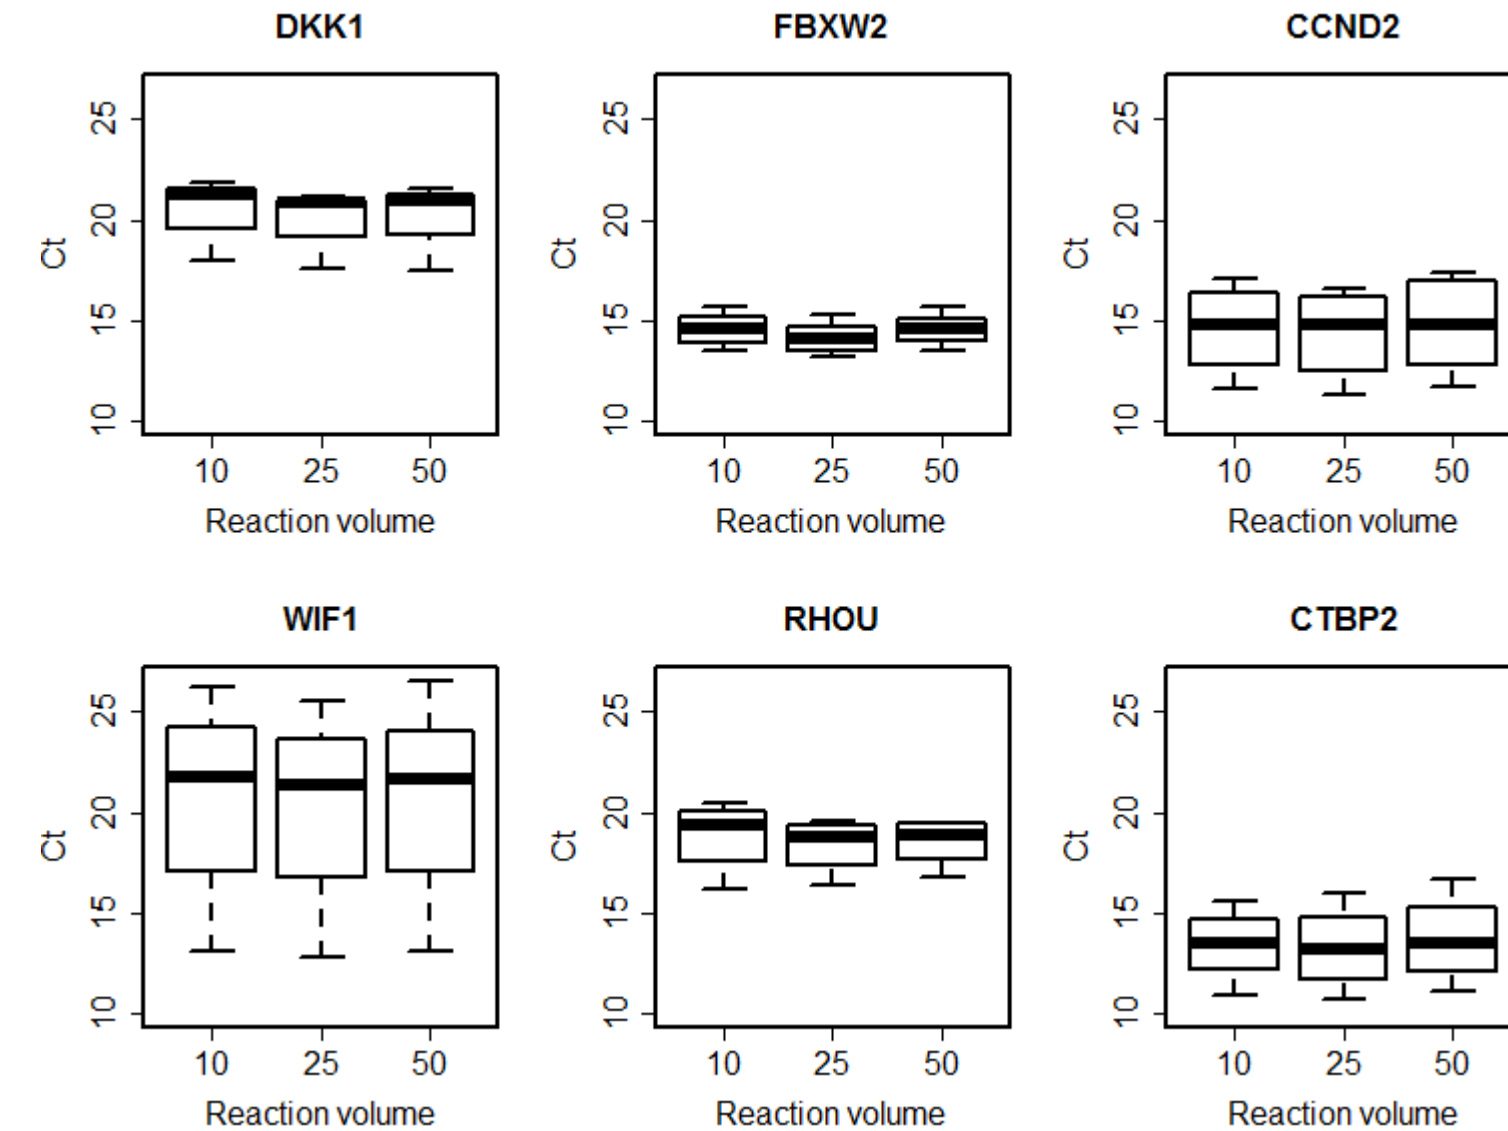 DKK1 FBXW2 CCND2
25 25 25
20 20 20
Ct Ct Ct
15 15 15
10 10 10
10 25 50 10 25 50 10 25 50
Reaction volume Reaction volume Reaction volume
WIF1 RHOU CTBP2
25 25 25
20 20 20
Ct Ct Ct
15 15 15
10 10 10
10 25 50 10 25 50 10 25 50
Reaction volume Reaction volume Reaction volume